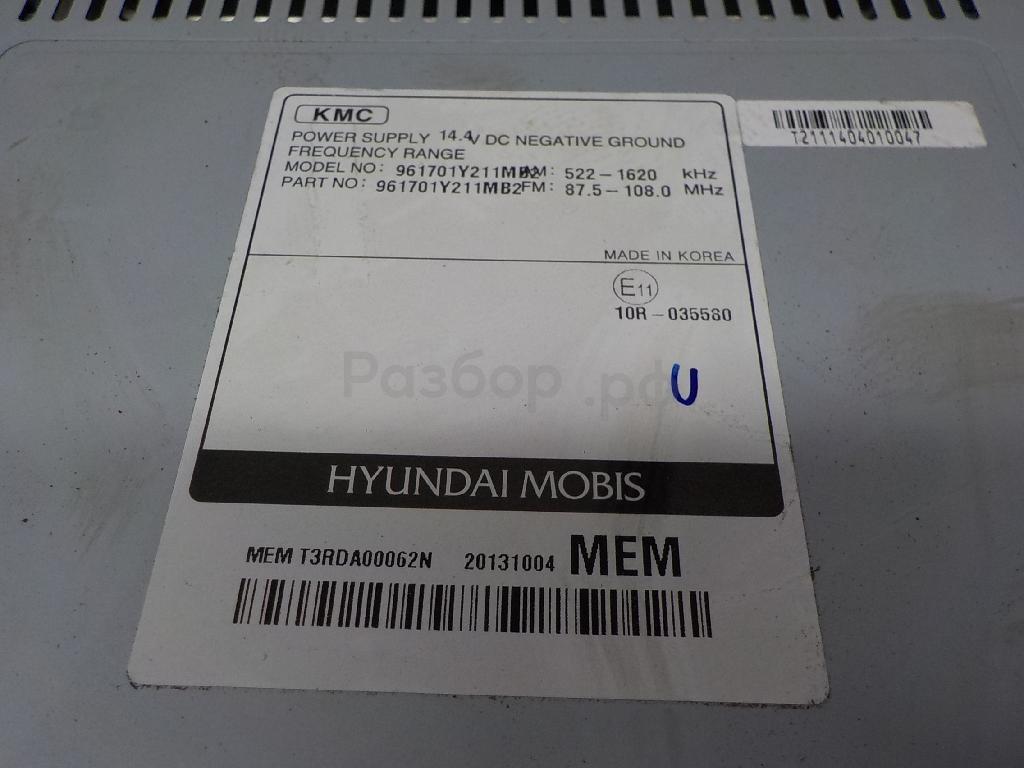 KMC
POWER SUPPLY 14.4V DC NEGATIVE GROUND
FREQUENCY RANGE
MODEL NO: 961701Y211MB2 AM: 522-1620 kHz
PART NO: 961701Y211MB2 FM: 87.5-108.0 MHz
T2111404010047
MADE IN KOREA
E11
10R-035580
Разбор.рф
U
HYUNDAI MOBIS
MEM T3RDA00062N 20131004 MEM